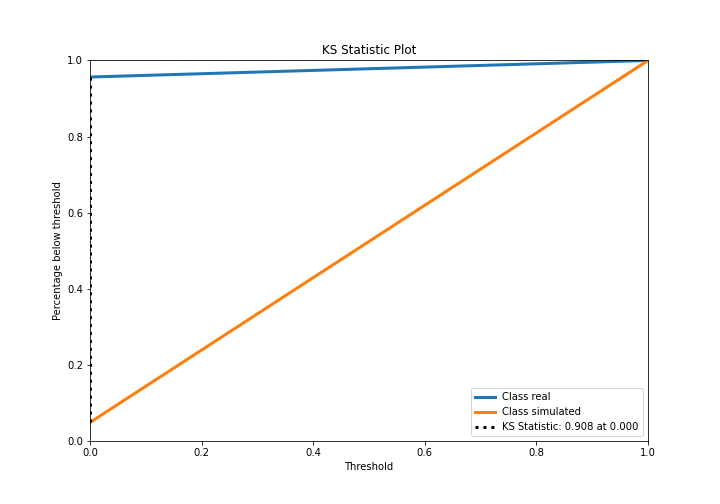 KS Statistic Plot
Percentage below threshold
1.0
0.8
0.6
0.4
0.2
0.0
Class real
Class simulated
KS Statistic: 0.908 at 0.000
0.0 0.2 0.4 0.6 0.8 1.0
Threshold